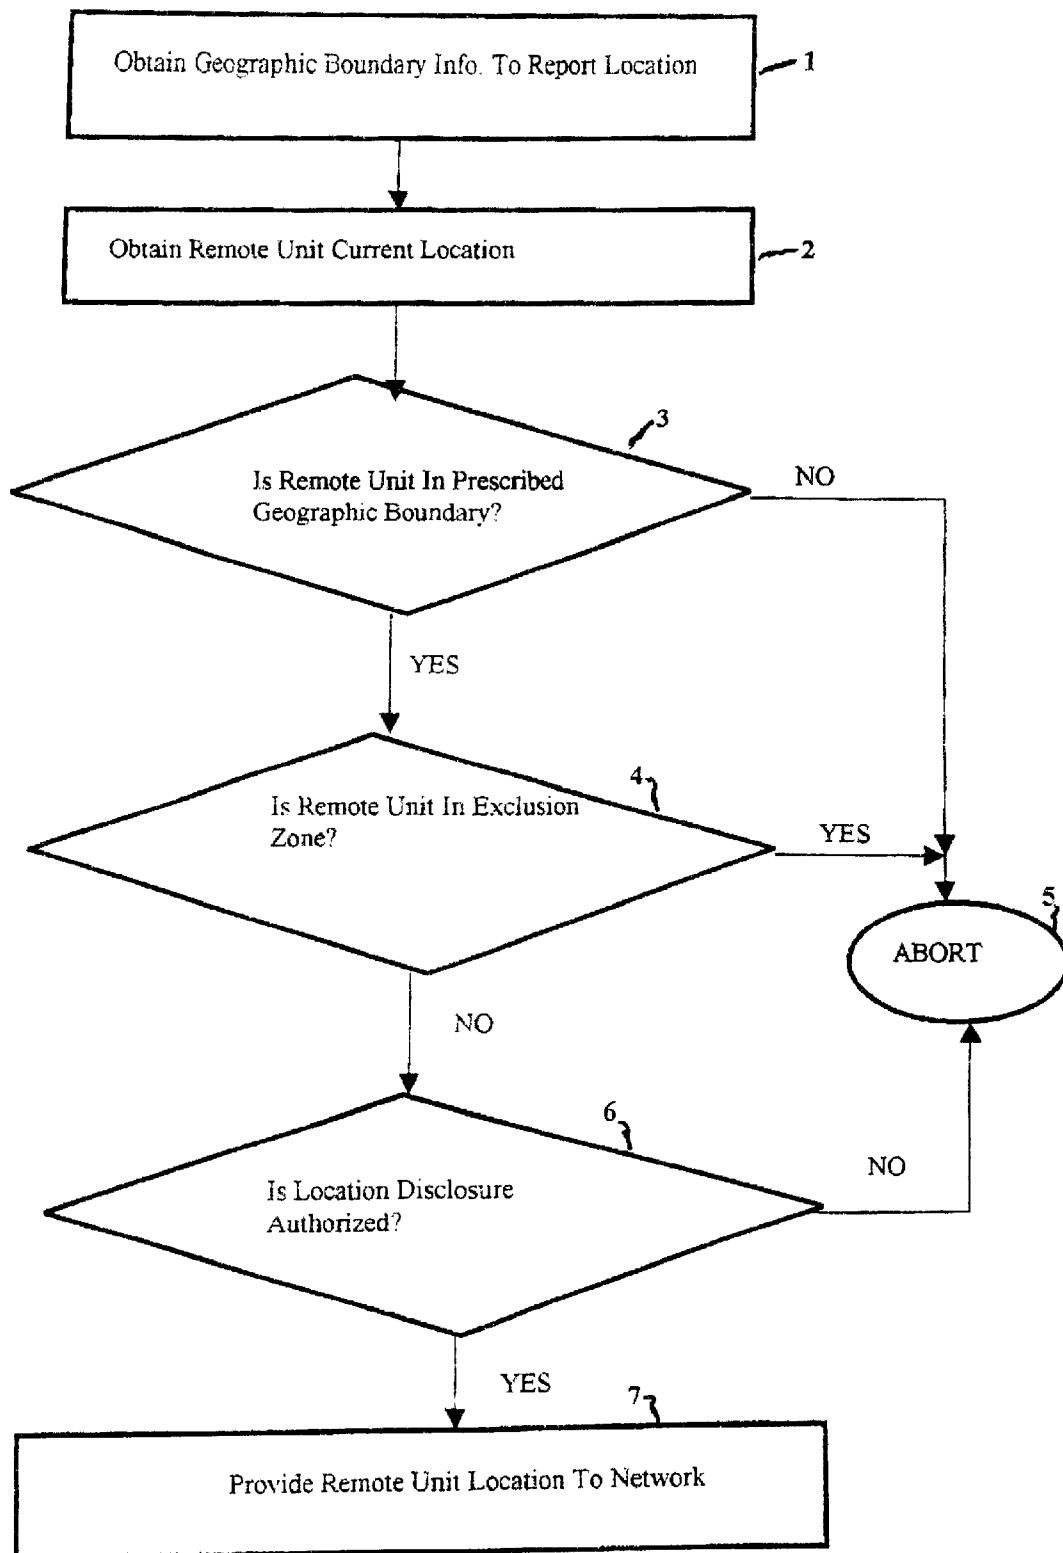 Obtain Geographic Boundary Info. To Report Location
1
Obtain Remote Unit Current Location
2
3
Is Remote Unit In Prescribed
Geographic Boundary?
NO
YES
4
Is Remote Unit In Exclusion
Zone?
YES
5
ABORT
NO
6
Is Location Disclosure
Authorized?
NO
YES
7
Provide Remote Unit Location To Network